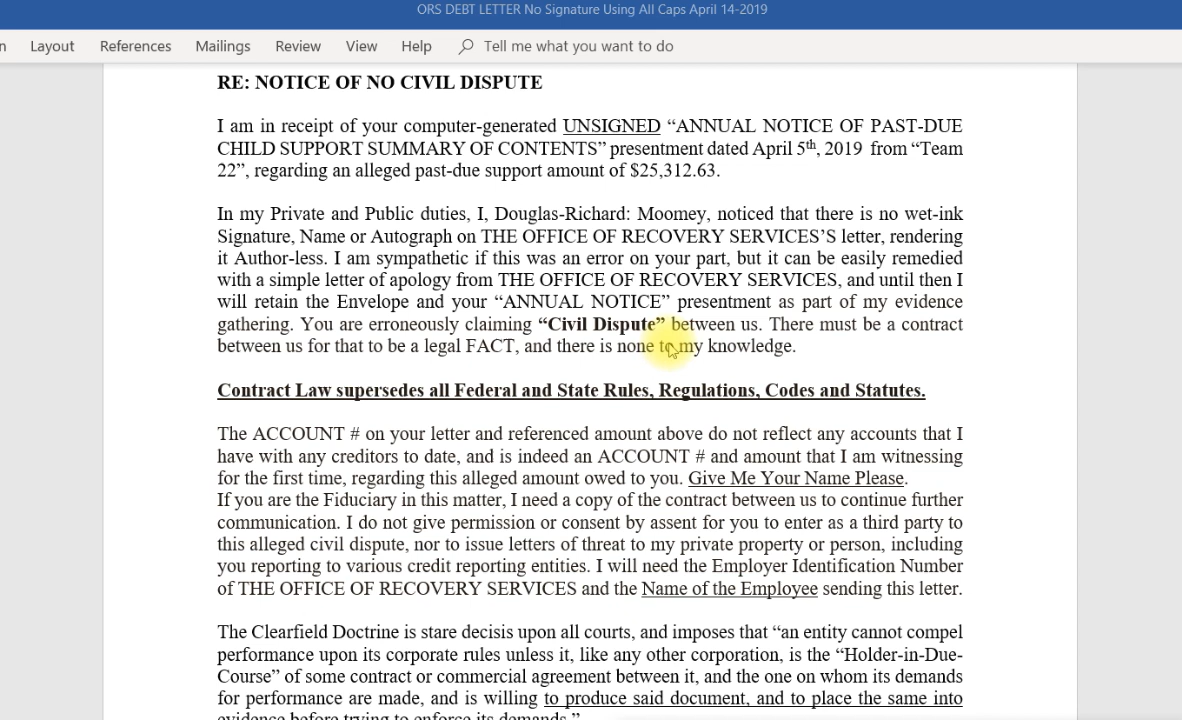 ORS DEBT LETTER No Signature Using All Caps April 14-2019
n Layout References Mailings Review View Help Tell me what you want to do
RE: NOTICE OF NO CIVIL DISPUTE
I am in receipt of your computer-generated UNSIGNED “ANNUAL NOTICE OF PAST-DUE
CHILD SUPPORT SUMMARY OF CONTENTS” presentment dated April 5th, 2019 from “Team
22”, regarding an alleged past-due support amount of $25,312.63.
In my Private and Public duties, I, Douglas-Richard: Moomey, noticed that there is no wet-ink
Signature, Name or Autograph on THE OFFICE OF RECOVERY SERVICES’S letter, rendering
it Author-less. I am sympathetic if this was an error on your part, but it can be easily remedied
with a simple letter of apology from THE OFFICE OF RECOVERY SERVICES, and until then I
will retain the Envelope and your “ANNUAL NOTICE” presentment as part of my evidence
gathering. You are erroneously claiming “Civil Dispute” between us. There must be a contract
between us for that to be a legal FACT, and there is none to my knowledge.
Contract Law supersedes all Federal and State Rules, Regulations, Codes and Statutes.
The ACCOUNT # on your letter and referenced amount above do not reflect any accounts that I
have with any creditors to date, and is indeed an ACCOUNT # and amount that I am witnessing
for the first time, regarding this alleged amount owed to you. Give Me Your Name Please.
If you are the Fiduciary in this matter, I need a copy of the contract between us to continue further
communication. I do not give permission or consent by assent for you to enter as a third party to
this alleged civil dispute, nor to issue letters of threat to my private property or person, including
you reporting to various credit reporting entities. I will need the Employer Identification Number
of THE OFFICE OF RECOVERY SERVICES and the Name of the Employee sending this letter.
The Clearfield Doctrine is stare decisis upon all courts, and imposes that “an entity cannot compel
performance upon its corporate rules unless it, like any other corporation, is the “Holder-in-Due-
Course” of some contract or commercial agreement between it, and the one on whom its demands
for performance are made, and is willing to produce said document, and to place the same into
evidence before trying to enforce its demands.”